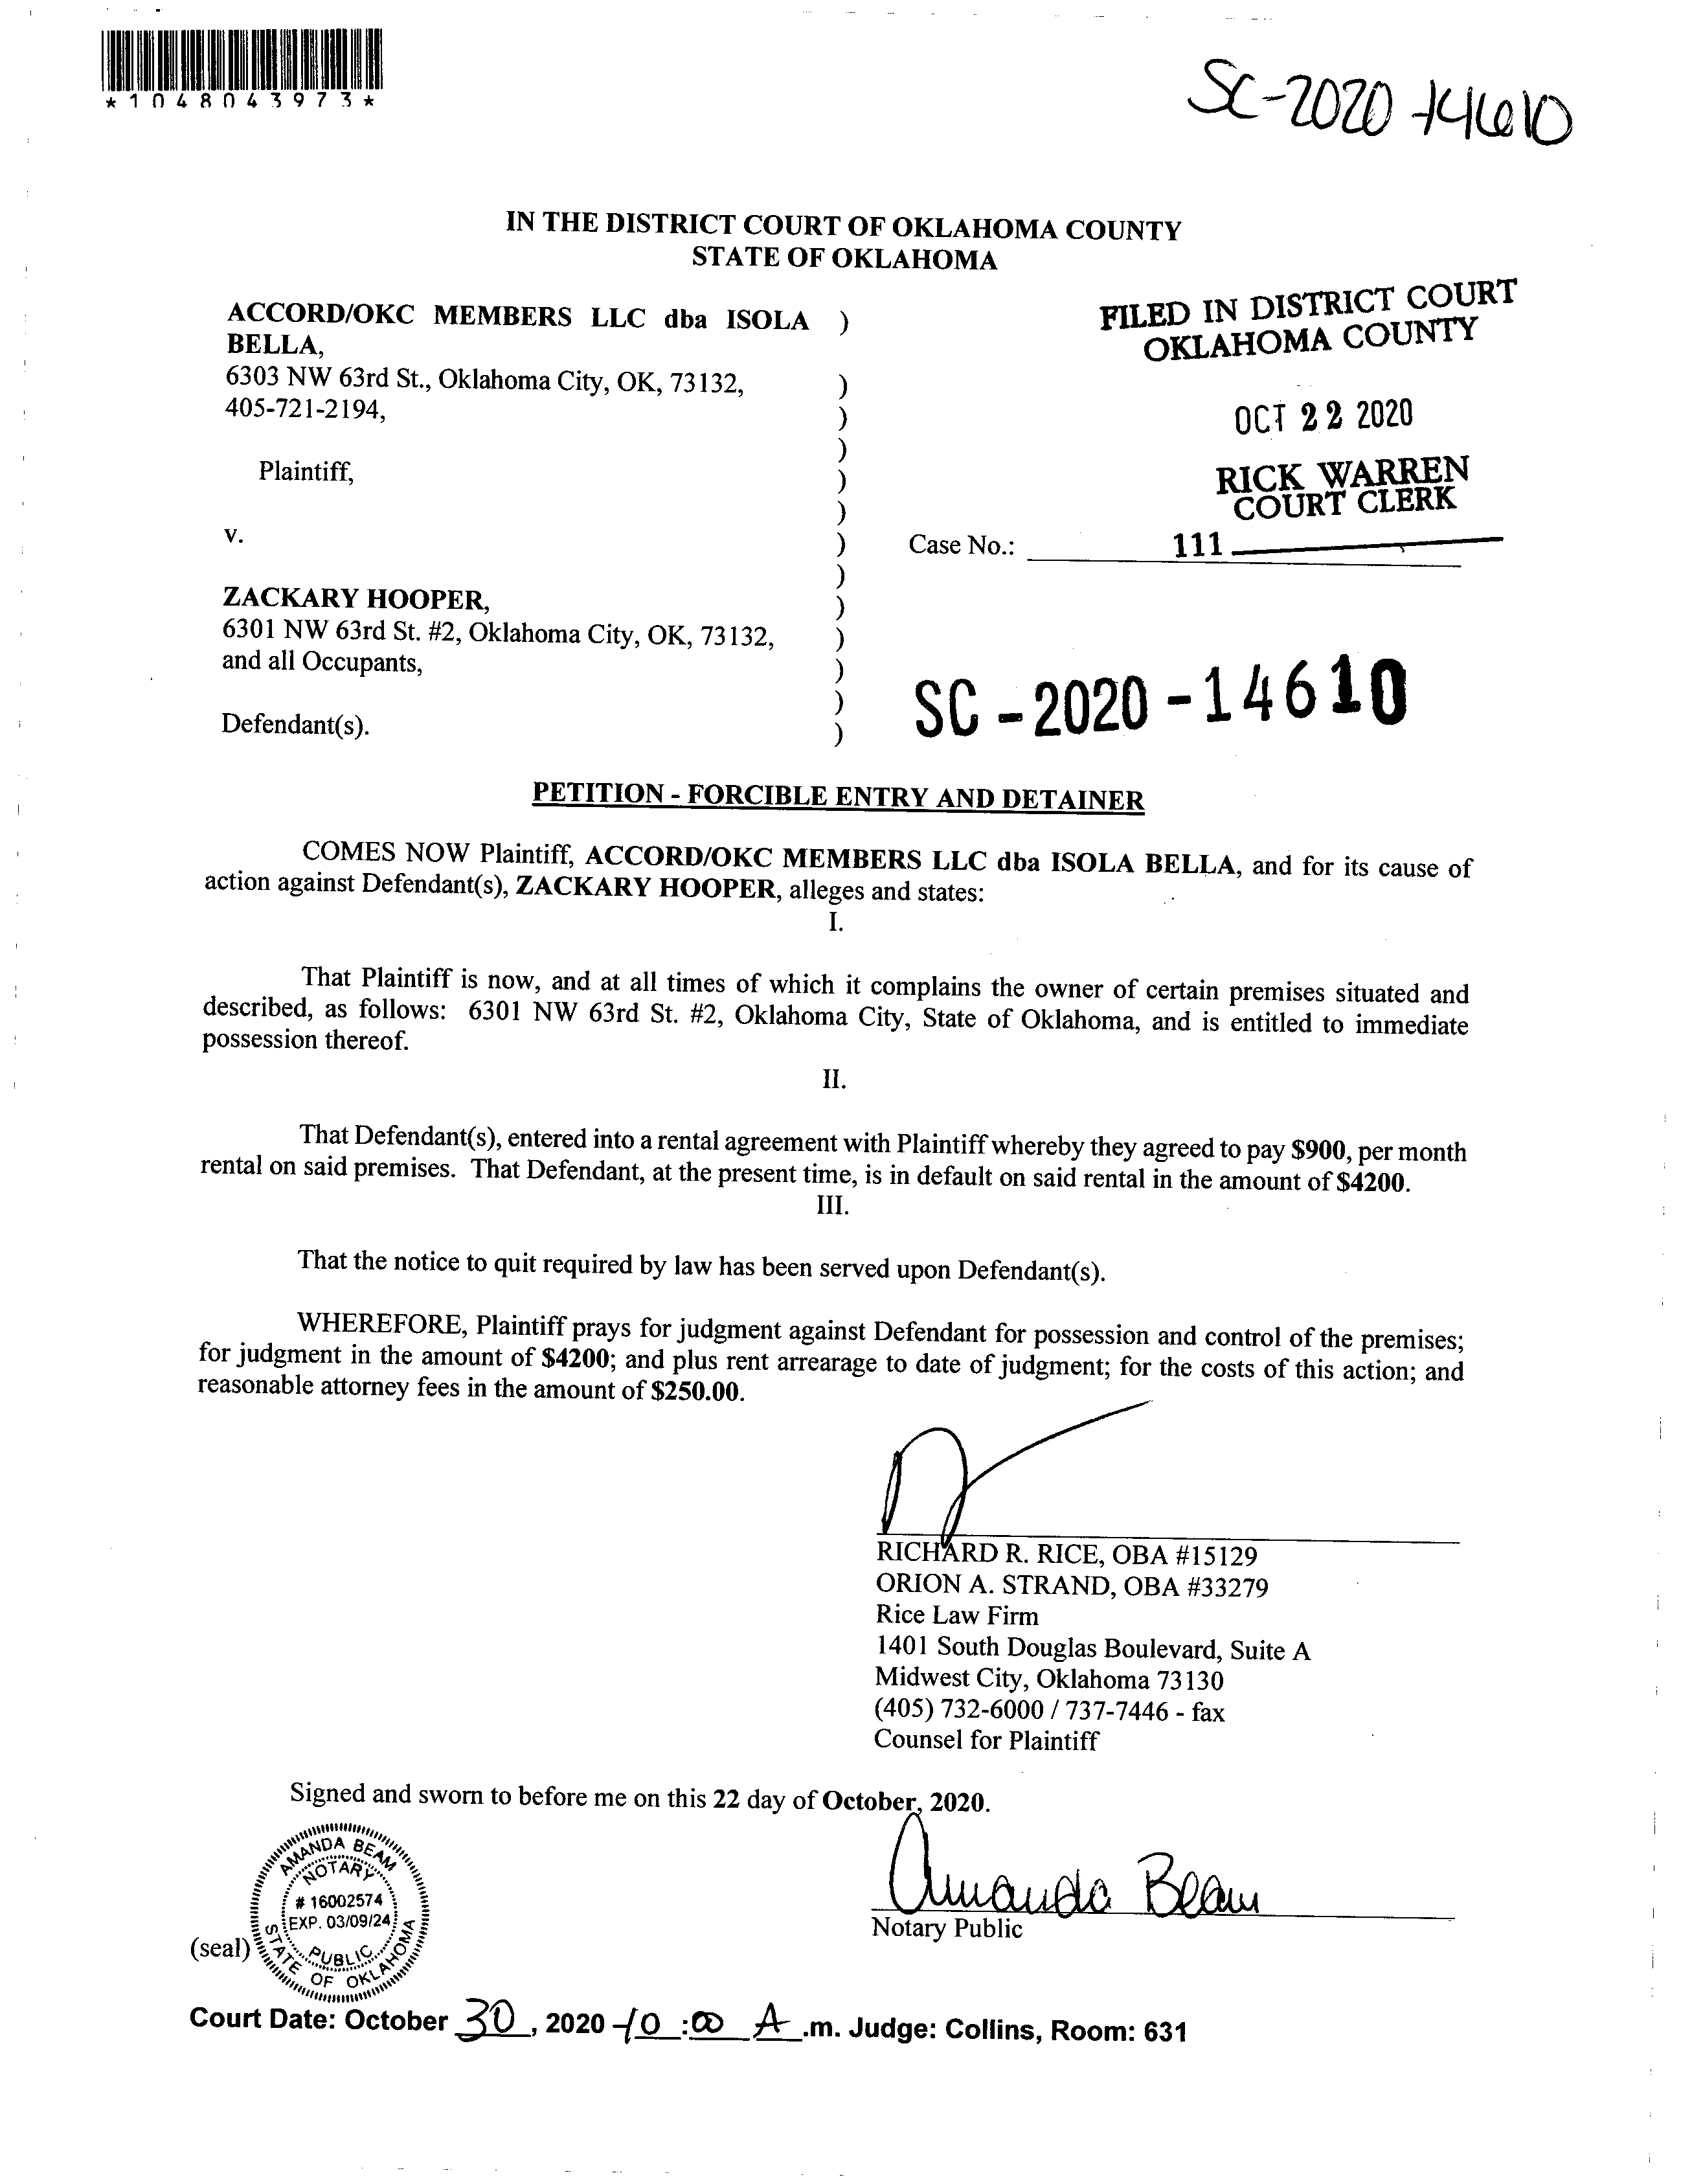 *1048043973*
SC-2020-14610
IN THE DISTRICT COURT OF OKLAHOMA COUNTY
STATE OF OKLAHOMA
ACCORD/OKC MEMBERS LLC dba ISOLA )
BELLA,
6303 NW 63rd St., Oklahoma City, OK, 73132, )
405-721-2194, )
)
Plaintiff, )
)
v. )
)
ZACKARY HOOPER, )
6301 NW 63rd St. #2, Oklahoma City, OK, 73132, )
and all Occupants, )
)
Defendant(s). )
FILED IN DISTRICT COURT
OKLAHOMA COUNTY
OCT 22 2020
RICK WARREN
COURT CLERK
Case No.: 111
SC-2020-14610
PETITION - FORCIBLE ENTRY AND DETAINER
COMES NOW Plaintiff, ACCORD/OKC MEMBERS LLC dba ISOLA BELLA, and for its cause of
action against Defendant(s), ZACKARY HOOPER, alleges and states:
I.
That Plaintiff is now, and at all times of which it complains the owner of certain premises situated and
described, as follows: 6301 NW 63rd St. #2, Oklahoma City, State of Oklahoma, and is entitled to immediate
possession thereof.
II.
That Defendant(s), entered into a rental agreement with Plaintiff whereby they agreed to pay $900, per month
rental on said premises. That Defendant, at the present time, is in default on said rental in the amount of $4200.
III.
That the notice to quit required by law has been served upon Defendant(s).
WHEREFORE, Plaintiff prays for judgment against Defendant for possession and control of the premises;
for judgment in the amount of $4200; and plus rent arrearage to date of judgment; for the costs of this action; and
reasonable attorney fees in the amount of $250.00.
RICHARD R. RICE, OBA #15129
ORION A. STRAND, OBA #33279
Rice Law Firm
1401 South Douglas Boulevard, Suite A
Midwest City, Oklahoma 73130
(405) 732-6000 / 737-7446 - fax
Counsel for Plaintiff
Signed and sworn to before me on this 22 day of October, 2020.
Amanda Beam
Notary Public
(seal)
AMANDA BEAM
NOTARY
# 16002574
EXP. 03/09/24
PUBLIC
STATE OF OKLAHOMA
Court Date: October 30, 2020 - 10:00 A.m. Judge: Collins, Room: 631